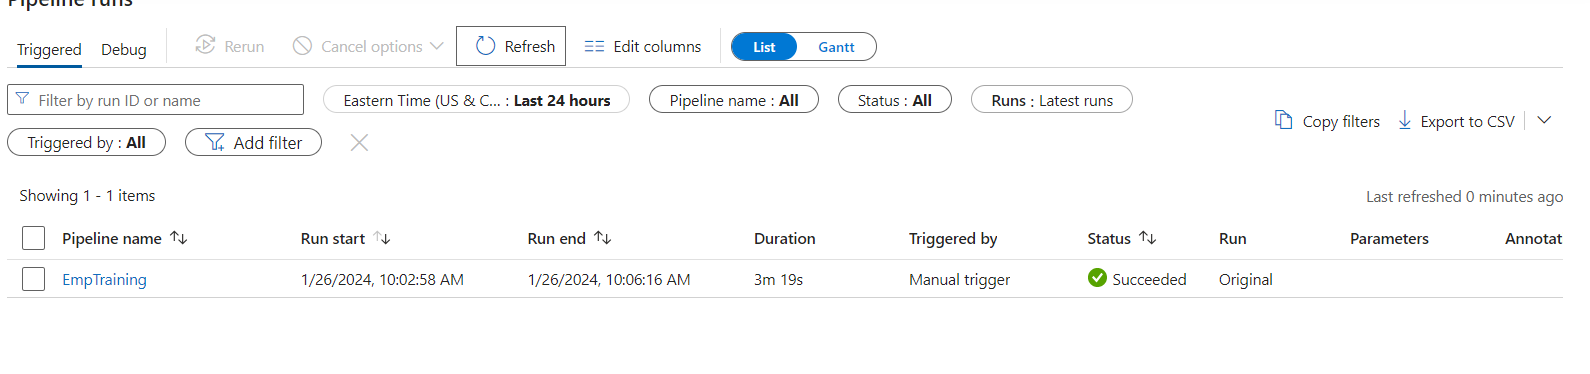 Pipeline runs
Triggered Debug Rerun Cancel options Refresh Edit columns List Gantt
Filter by run ID or name Eastern Time (US & C... : Last 24 hours Pipeline name : All Status : All Runs : Latest runs
Copy filters Export to CSV
Triggered by : All Add filter
Showing 1 - 1 items Last refreshed 0 minutes ago
Pipeline name Run start Run end Duration Triggered by Status Run Parameters Annotat
EmpTraining 1/26/2024, 10:02:58 AM 1/26/2024, 10:06:16 AM 3m 19s Manual trigger Succeeded Original